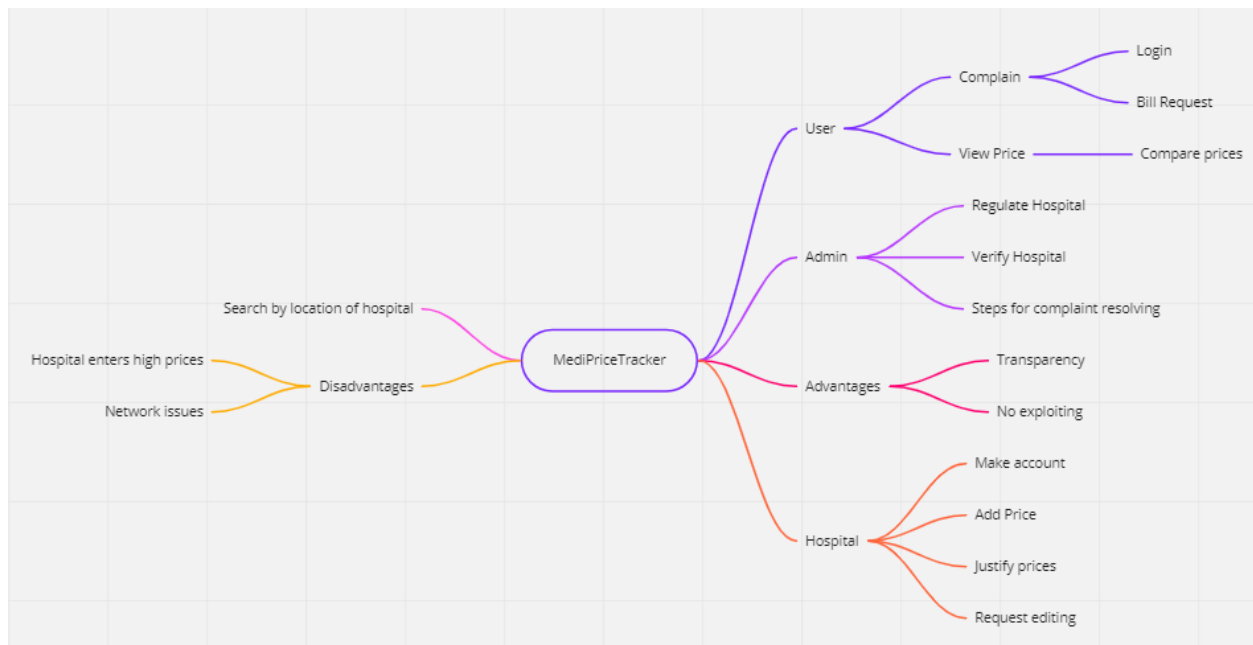 Login
Complain
Bill Request
User
View Price
Compare prices
Regulate Hospital
Admin
Verify Hospital
Search by location of hospital
Steps for complaint resolving
Hospital enters high prices
MediPriceTracker
Transparency
Disadvantages
Advantages
Network issues
No exploiting
Make account
Add Price
Hospital
Justify prices
Request editing